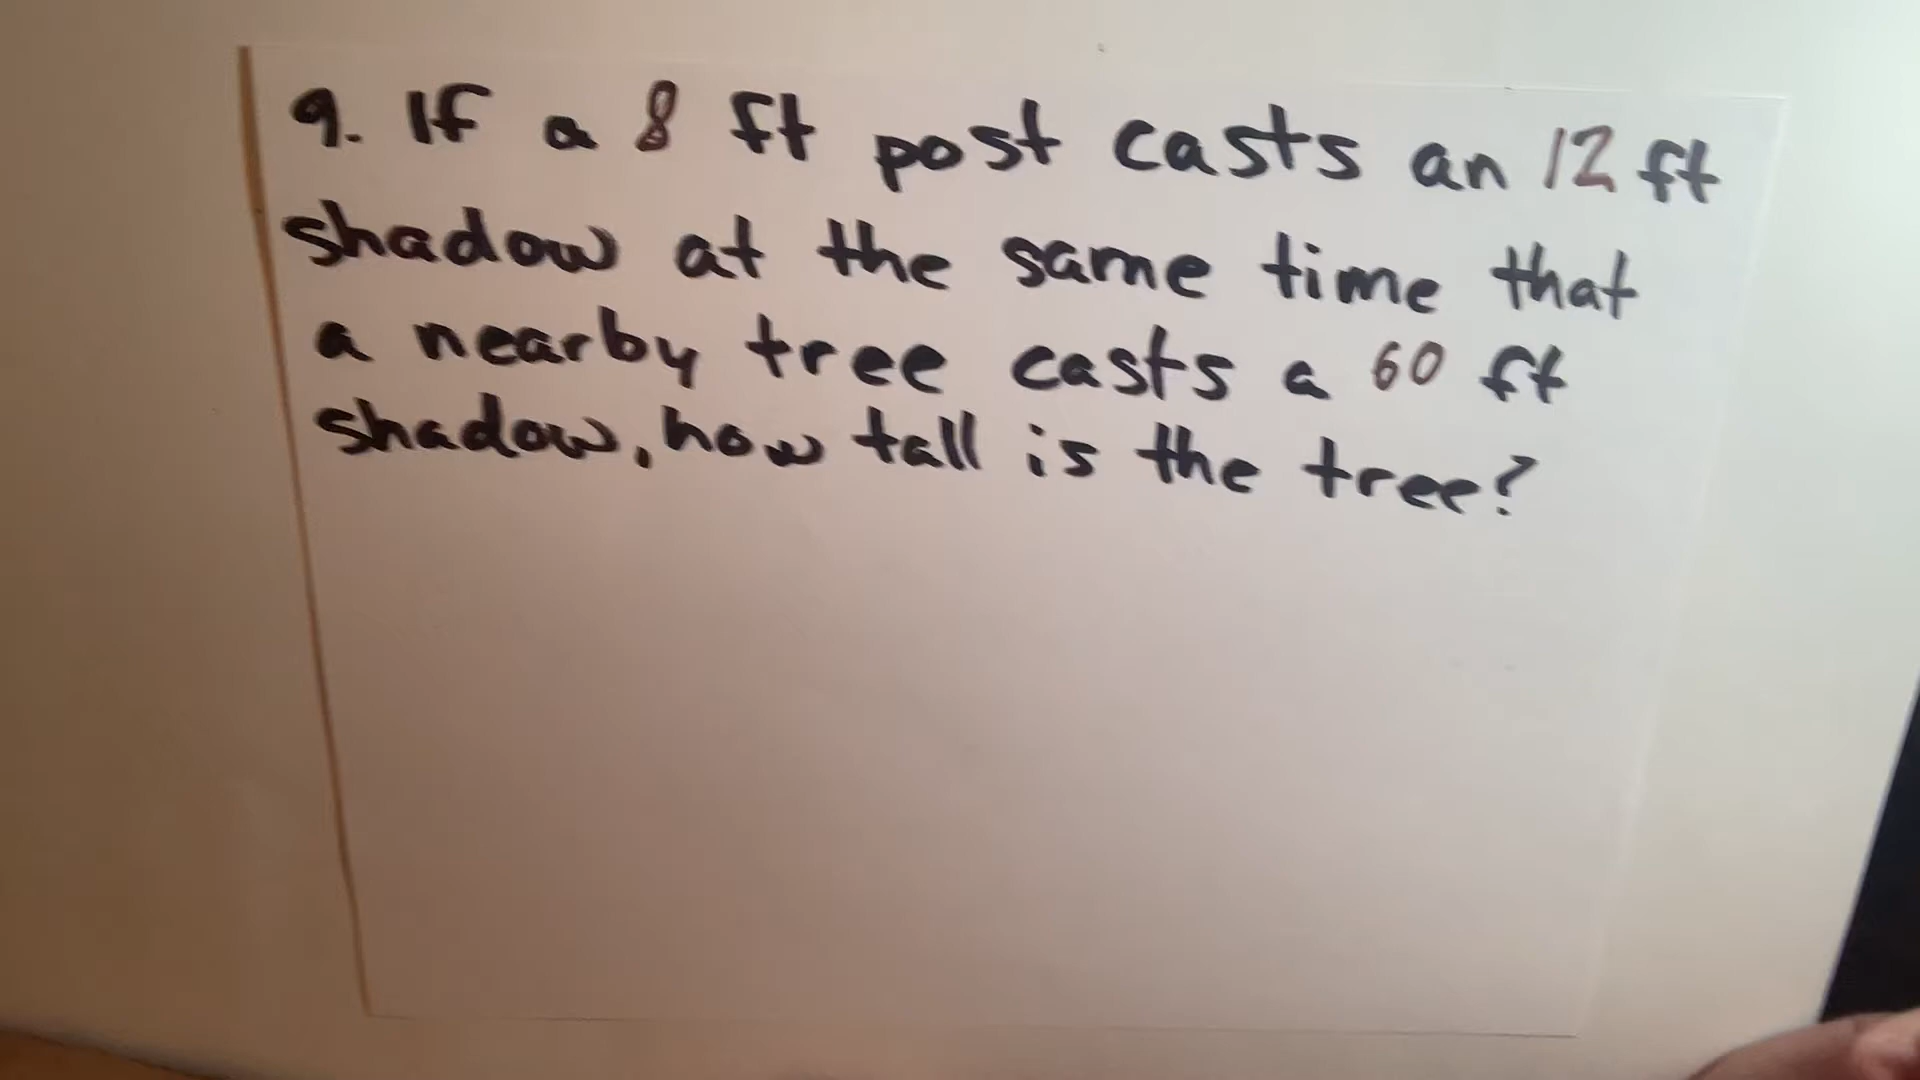 9. If a 8 ft post casts an 12 ft
shadow at the same time that
a nearby tree casts a 60 ft
shadow, how tall is the tree?